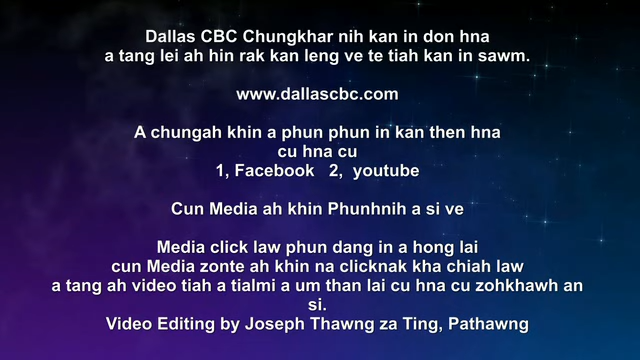 Dallas CBC Chungkhar nih kan in don hna
a tang lei ah hin rak kan leng ve te tiah kan in sawm.
www.dallascbc.com
A chungah khin a phun phun in kan then hna
cu hna cu
1, Facebook   2,  youtube
Cun Media ah khin Phunhnih a si ve
Media click law phun dang in a hong lai
cun Media zonte ah khin na clicknak kha chiah law
a tang ah video tiah a tialmi a um than lai cu hna cu zohkhawh an
si.
Video Editing by Joseph Thawng za Ting, Pathawng